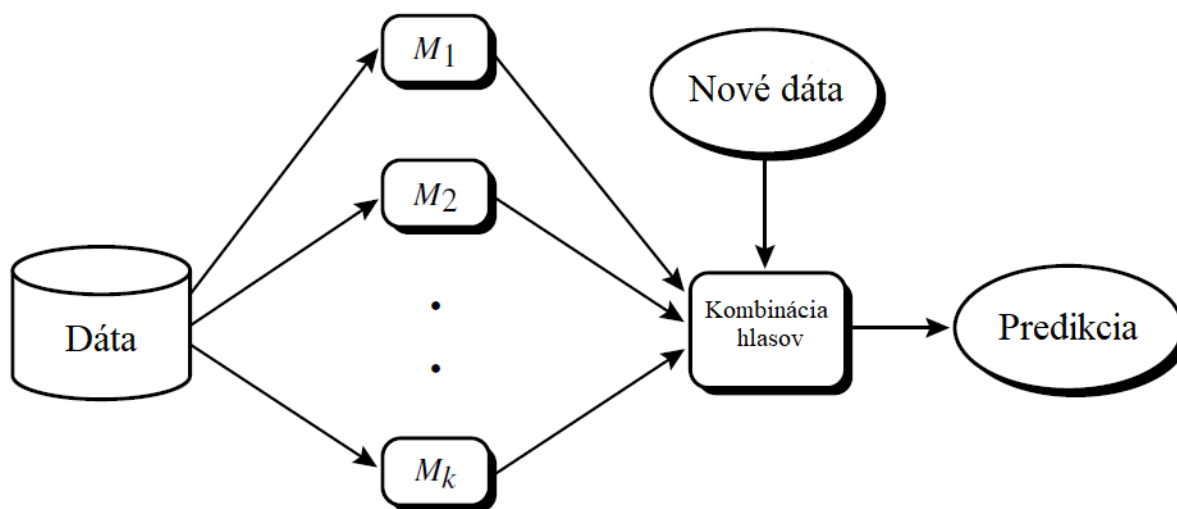 M1
Nové dáta
M2
Dáta
Kombinácia
hlasov
Predikcia
Mk